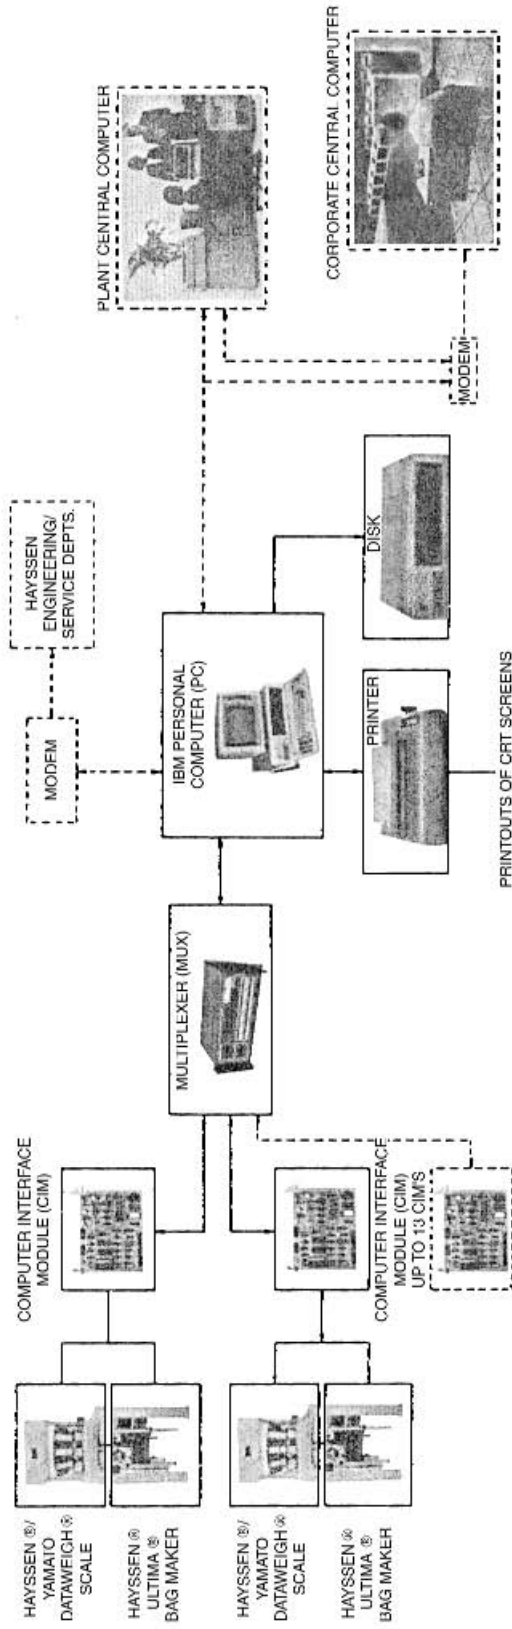 HAYSSEN ®/
YAMATO
DATAWEIGH ®
SCALE
HAYSSEN ®
ULTIMA ®
BAG MAKER
HAYSSEN ®/
YAMATO
DATAWEIGH ®
SCALE
HAYSSEN ®
ULTIMA ®
BAG MAKER
COMPUTER INTERFACE
MODULE (CIM)
COMPUTER INTERFACE
MODULE (CIM)
UP TO 13 CIM'S
MULTIPLEXER (MUX)
MODEM
HAYSSEN
ENGINEERING/
SERVICE DEPTS.
IBM PERSONAL
COMPUTER (PC)
PRINTER
PRINTOUTS OF CRT SCREENS
DISK
PLANT CENTRAL COMPUTER
MODEM
CORPORATE CENTRAL COMPUTER